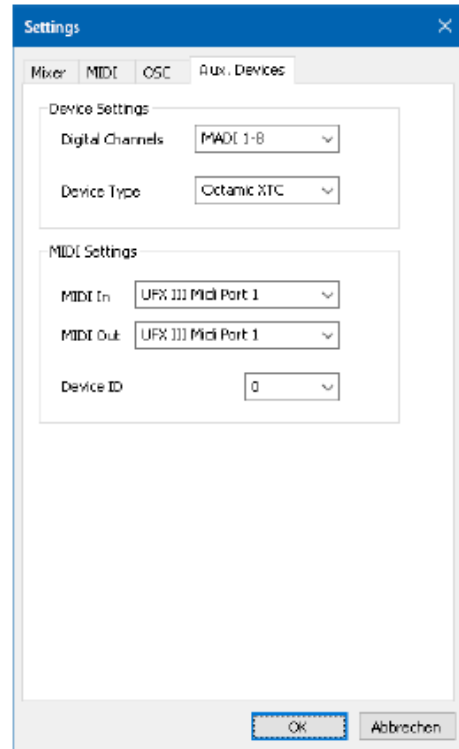 Settings
Mixer MIDI OSC Aux. Devices
Device Settings
Digital Channels MADI 1-8
Device Type Octamic XTC
MIDI Settings
MIDI In UFX III Midi Port 1
MIDI Out UFX III Midi Port 1
Device ID 0
OK Abbrechen